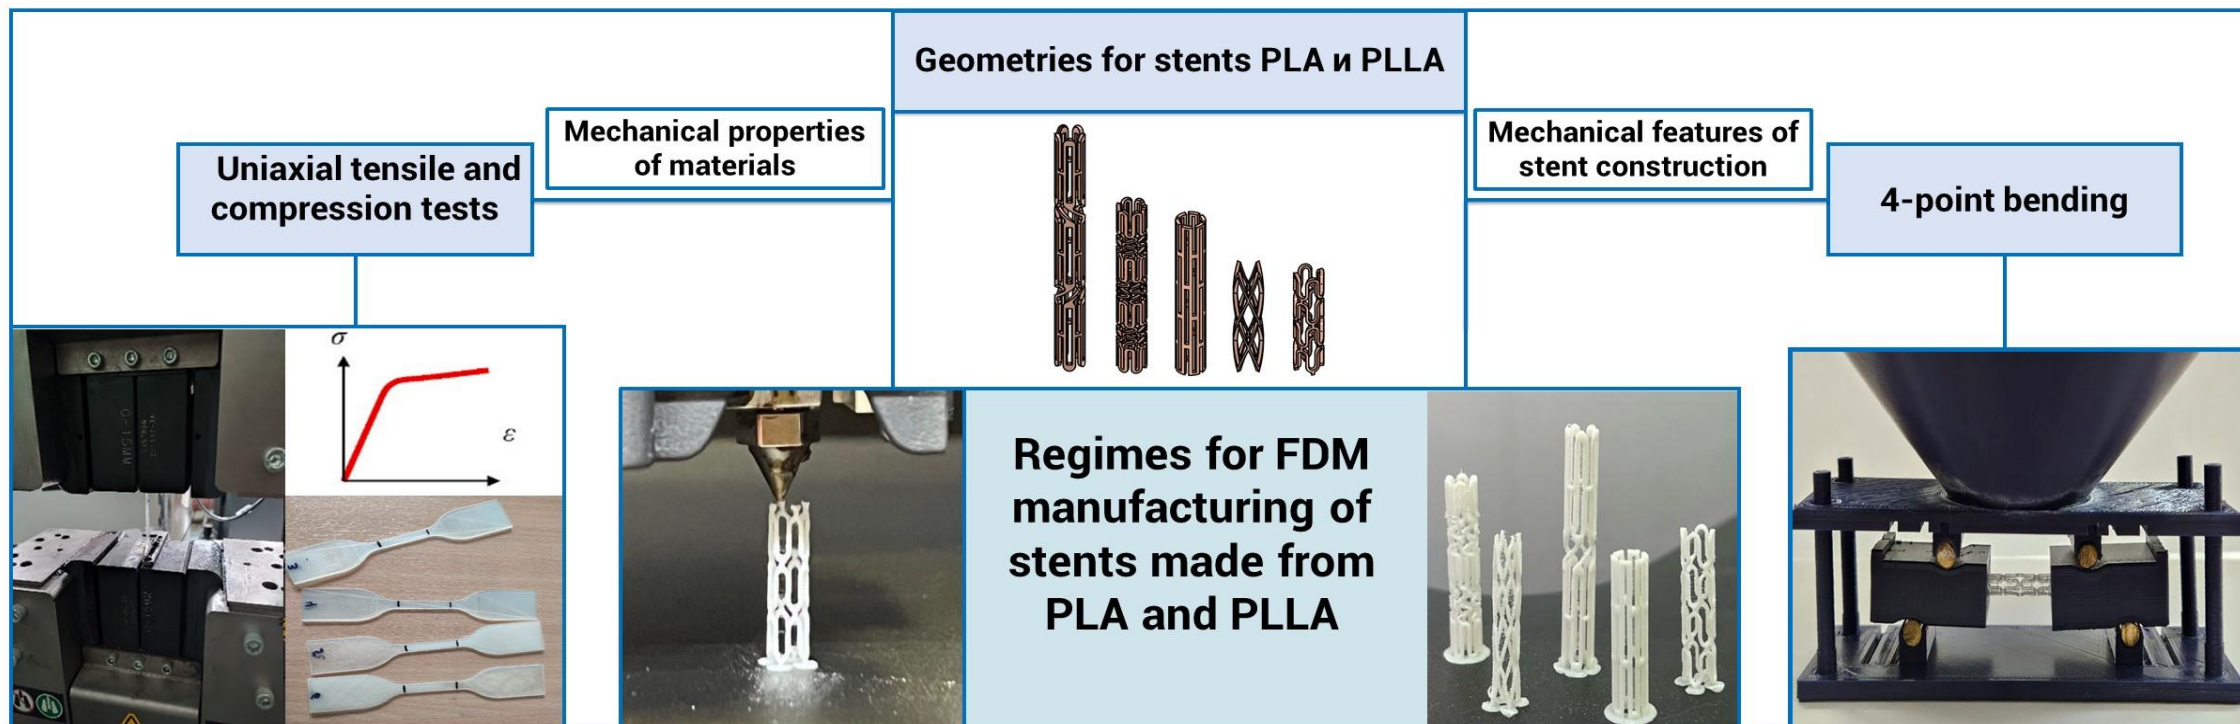 Geometries for stents PLA и PLLA
Mechanical properties
of materials
Mechanical features of
stent construction
Uniaxial tensile and
compression tests
4-point bending
σ
ε
Regimes for FDM
manufacturing of
stents made from
PLA and PLLA